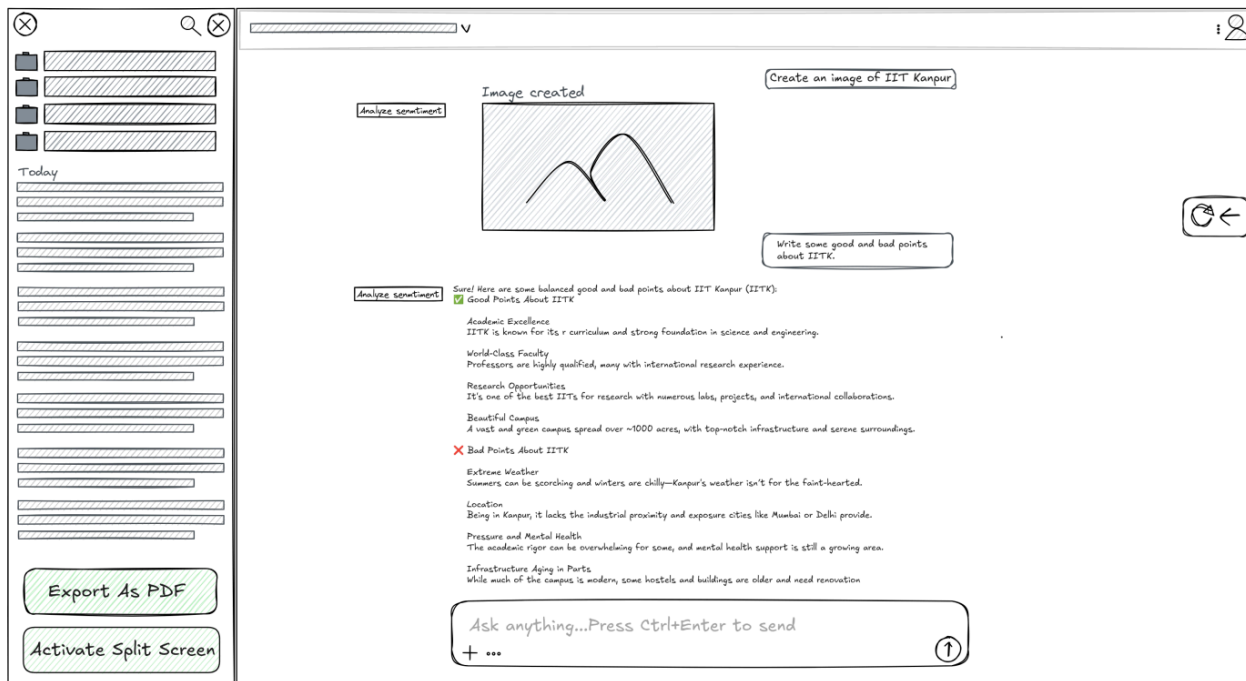 Create an image of IIT Kanpur
Image created
Analyze senmtiment
Today
Write some good and bad points
about IITK.
Analyze senmtiment
Sure! Here are some balanced good and bad points about IIT Kanpur (IITK):
✅ Good Points About IITK
Academic Excellence
IITK is known for its r curriculum and strong foundation in science and engineering.
World-Class Faculty
Professors are highly qualified, many with international research experience.
Research Opportunities
It's one of the best IITs for research with numerous labs, projects, and international collaborations.
Beautiful Campus
A vast and green campus spread over ~1000 acres, with top-notch infrastructure and serene surroundings.
❌ Bad Points About IITK
Extreme Weather
Summers can be scorching and winters are chilly—Kanpur's weather isn't for the faint-hearted.
Location
Being in Kanpur, it lacks the industrial proximity and exposure cities like Mumbai or Delhi provide.
Pressure and Mental Health
The academic rigor can be overwhelming for some, and mental health support is still a growing area.
Infrastructure Aging in Parts
While much of the campus is modern, some hostels and buildings are older and need renovation
Export As PDF
Activate Split Screen
Ask anything...Press Ctrl+Enter to send